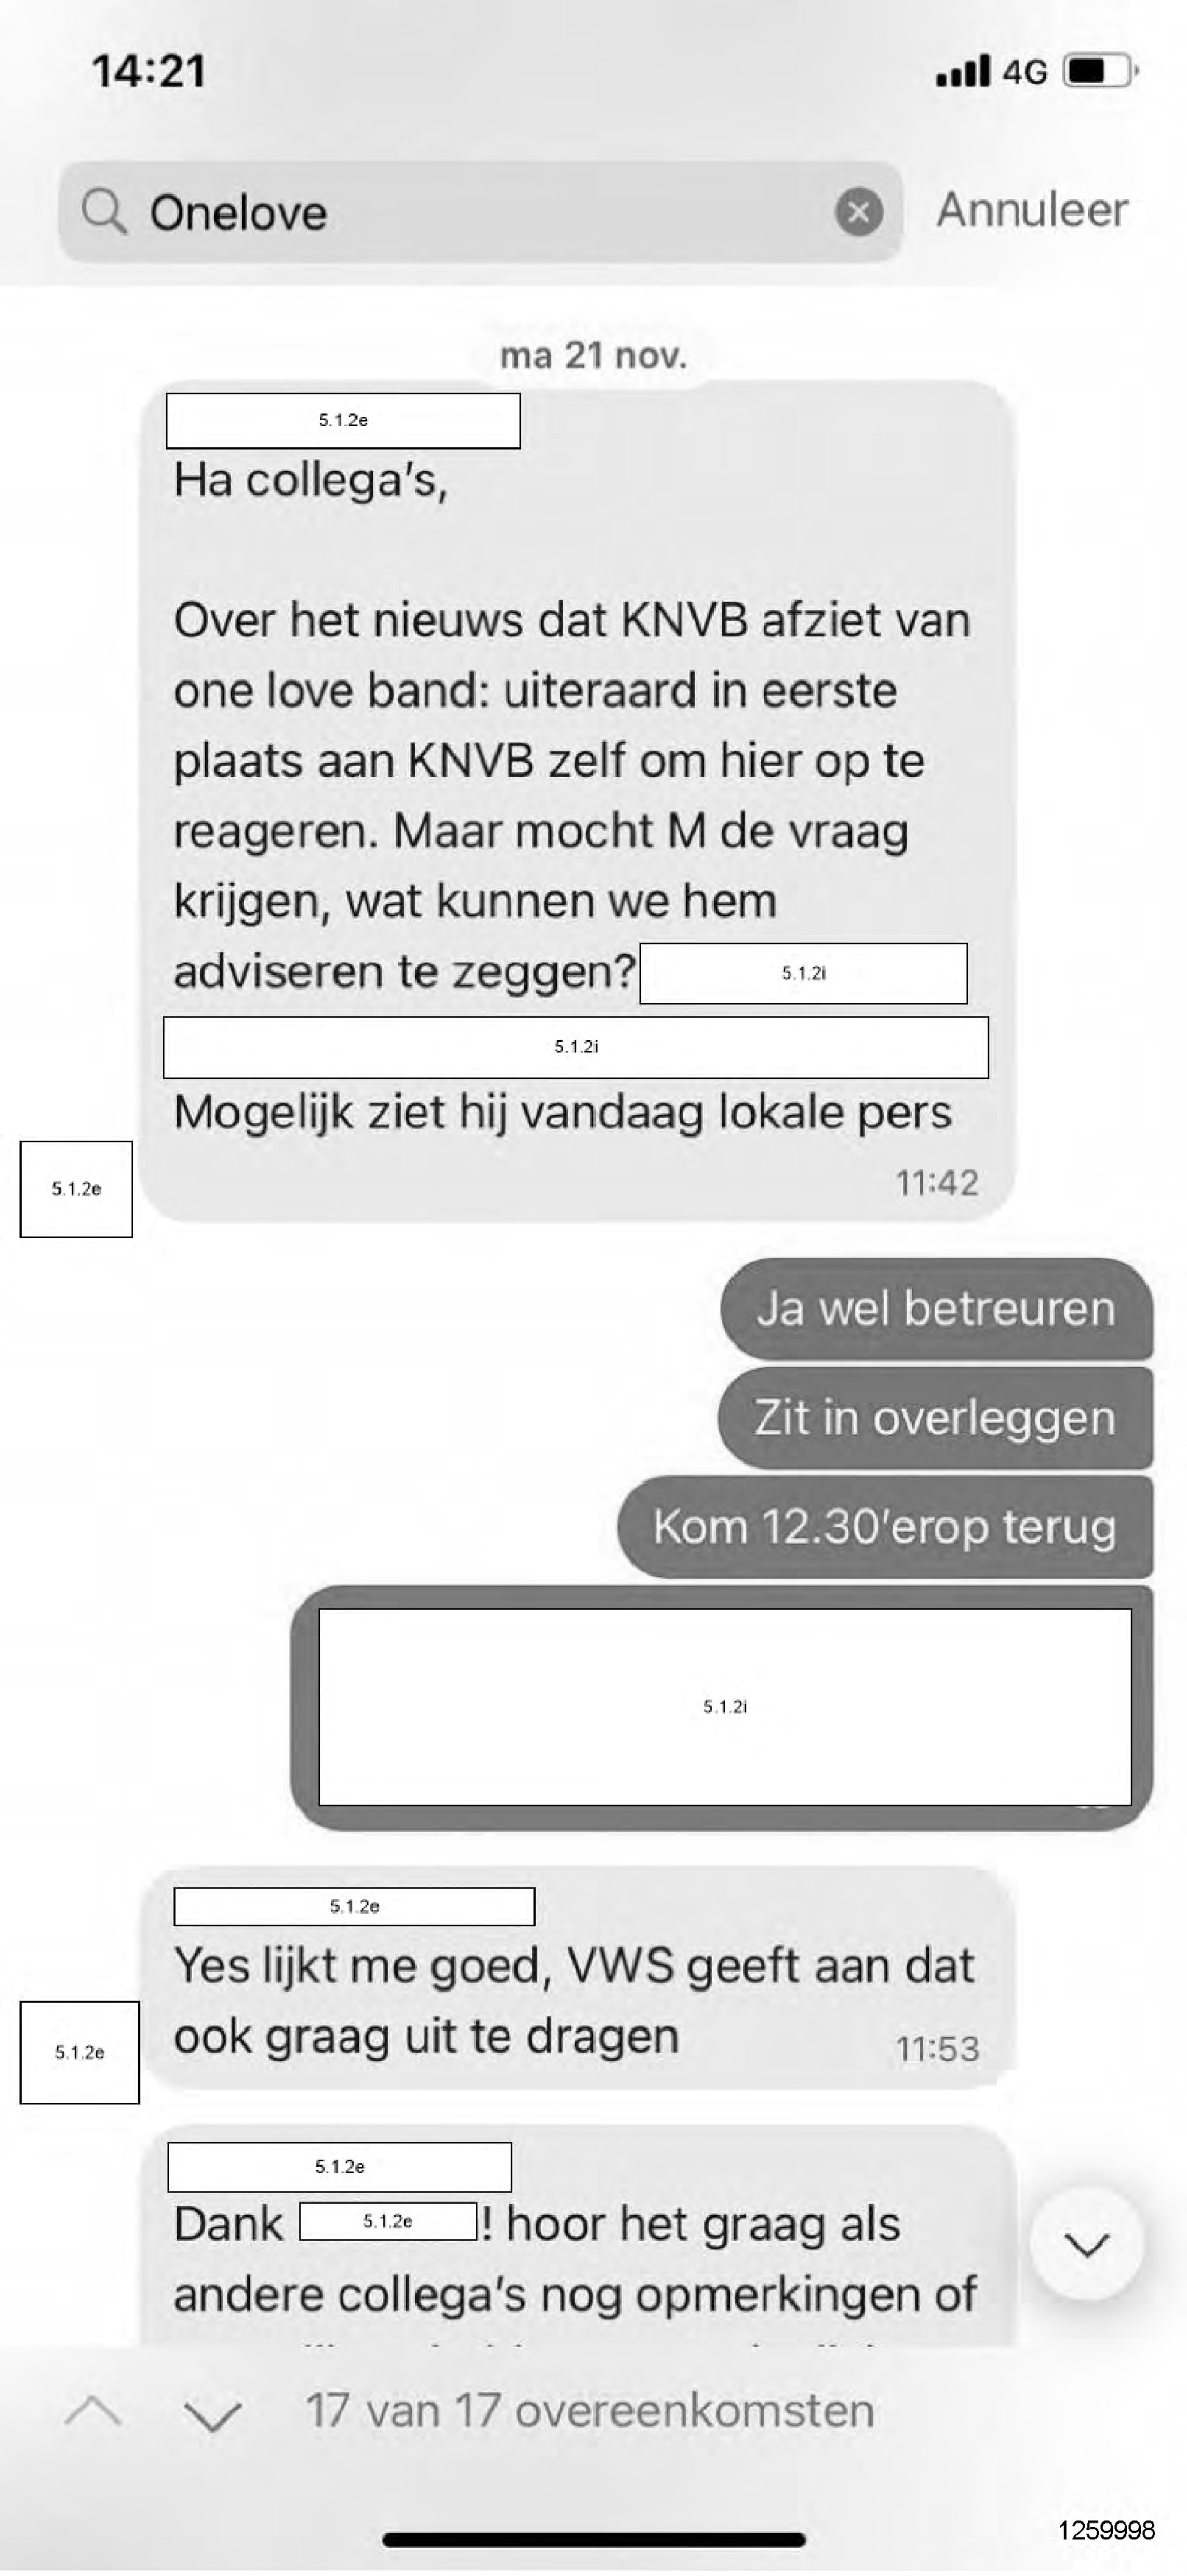 14:21
4G
Onelove
Annuleer
ma 21 nov.
5.1.2e
Ha collega's,
Over het nieuws dat KNVB afziet van
one love band: uiteraard in eerste
plaats aan KNVB zelf om hier op te
reageren. Maar mocht M de vraag
krijgen, wat kunnen we hem
adviseren te zeggen? 5.1.2i
5.1.2i
Mogelijk ziet hij vandaag lokale pers
11:42
5.1.2e
Ja wel betreuren
Zit in overleggen
Kom 12.30'erop terug
5.1.2i
5.1.2e
Yes lijkt me goed, VWS geeft aan dat
ook graag uit te dragen
11:53
5.1.2e
5.1.2e
Dank 5.1.2e ! hoor het graag als
andere collega's nog opmerkingen of
17 van 17 overeenkomsten
1259998